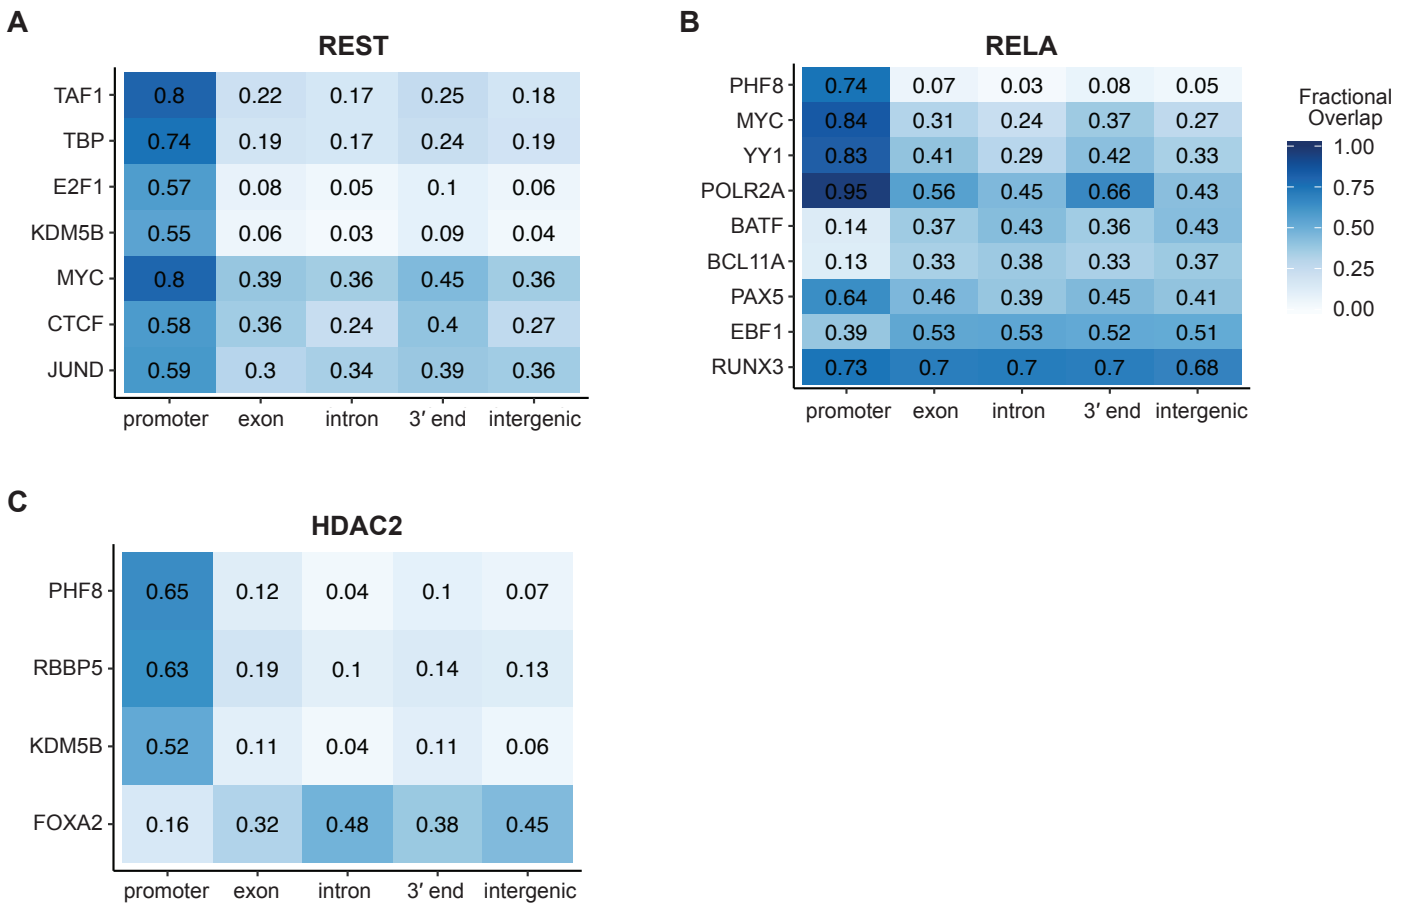 A
REST
TAF1 0.8 0.22 0.17 0.25 0.18
TBP 0.74 0.19 0.17 0.24 0.19
E2F1 0.57 0.08 0.05 0.1 0.06
KDM5B 0.55 0.06 0.03 0.09 0.04
MYC 0.8 0.39 0.36 0.45 0.36
CTCF 0.58 0.36 0.24 0.4 0.27
JUND 0.59 0.3 0.34 0.39 0.36
promoter exon intron 3′ end intergenic
B
RELA
PHF8 0.74 0.07 0.03 0.08 0.05
MYC 0.84 0.31 0.24 0.37 0.27
YY1 0.83 0.41 0.29 0.42 0.33
POLR2A 0.95 0.56 0.45 0.66 0.43
BATF 0.14 0.37 0.43 0.36 0.43
BCL11A 0.13 0.33 0.38 0.33 0.37
PAX5 0.64 0.46 0.39 0.45 0.41
EBF1 0.39 0.53 0.53 0.52 0.51
RUNX3 0.73 0.7 0.7 0.7 0.68
promoter exon intron 3′ end intergenic
Fractional
Overlap
1.00
0.75
0.50
0.25
0.00
C
HDAC2
PHF8 0.65 0.12 0.04 0.1 0.07
RBBP5 0.63 0.19 0.1 0.14 0.13
KDM5B 0.52 0.11 0.04 0.11 0.06
FOXA2 0.16 0.32 0.48 0.38 0.45
promoter exon intron 3′ end intergenic